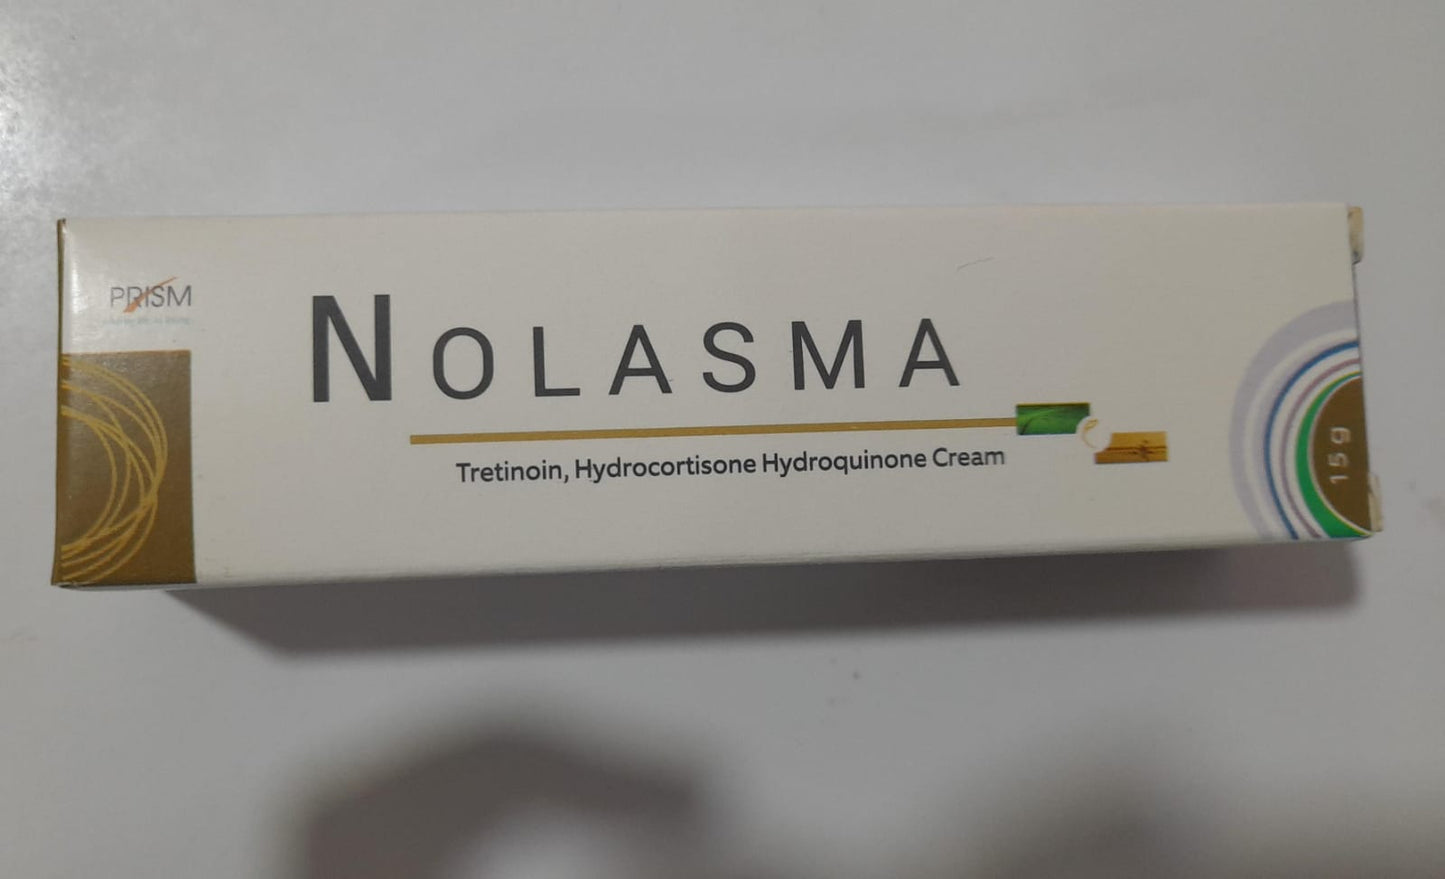 PRISM
NOLASMA
Tretinoin, Hydrocortisone Hydroquinone Cream
15 g